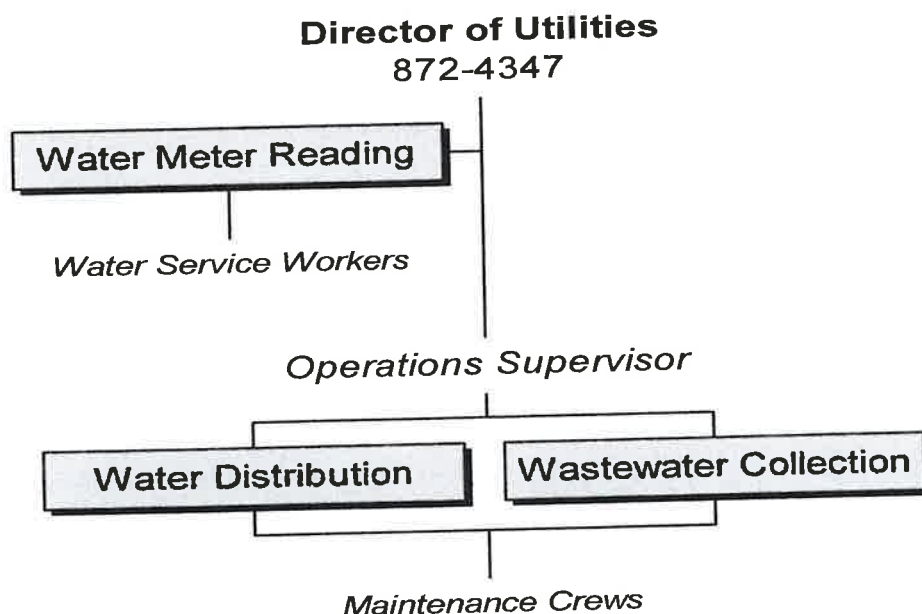 Director of Utilities
872-4347
Water Meter Reading
Water Service Workers
Operations Supervisor
Water Distribution
Wastewater Collection
Maintenance Crews